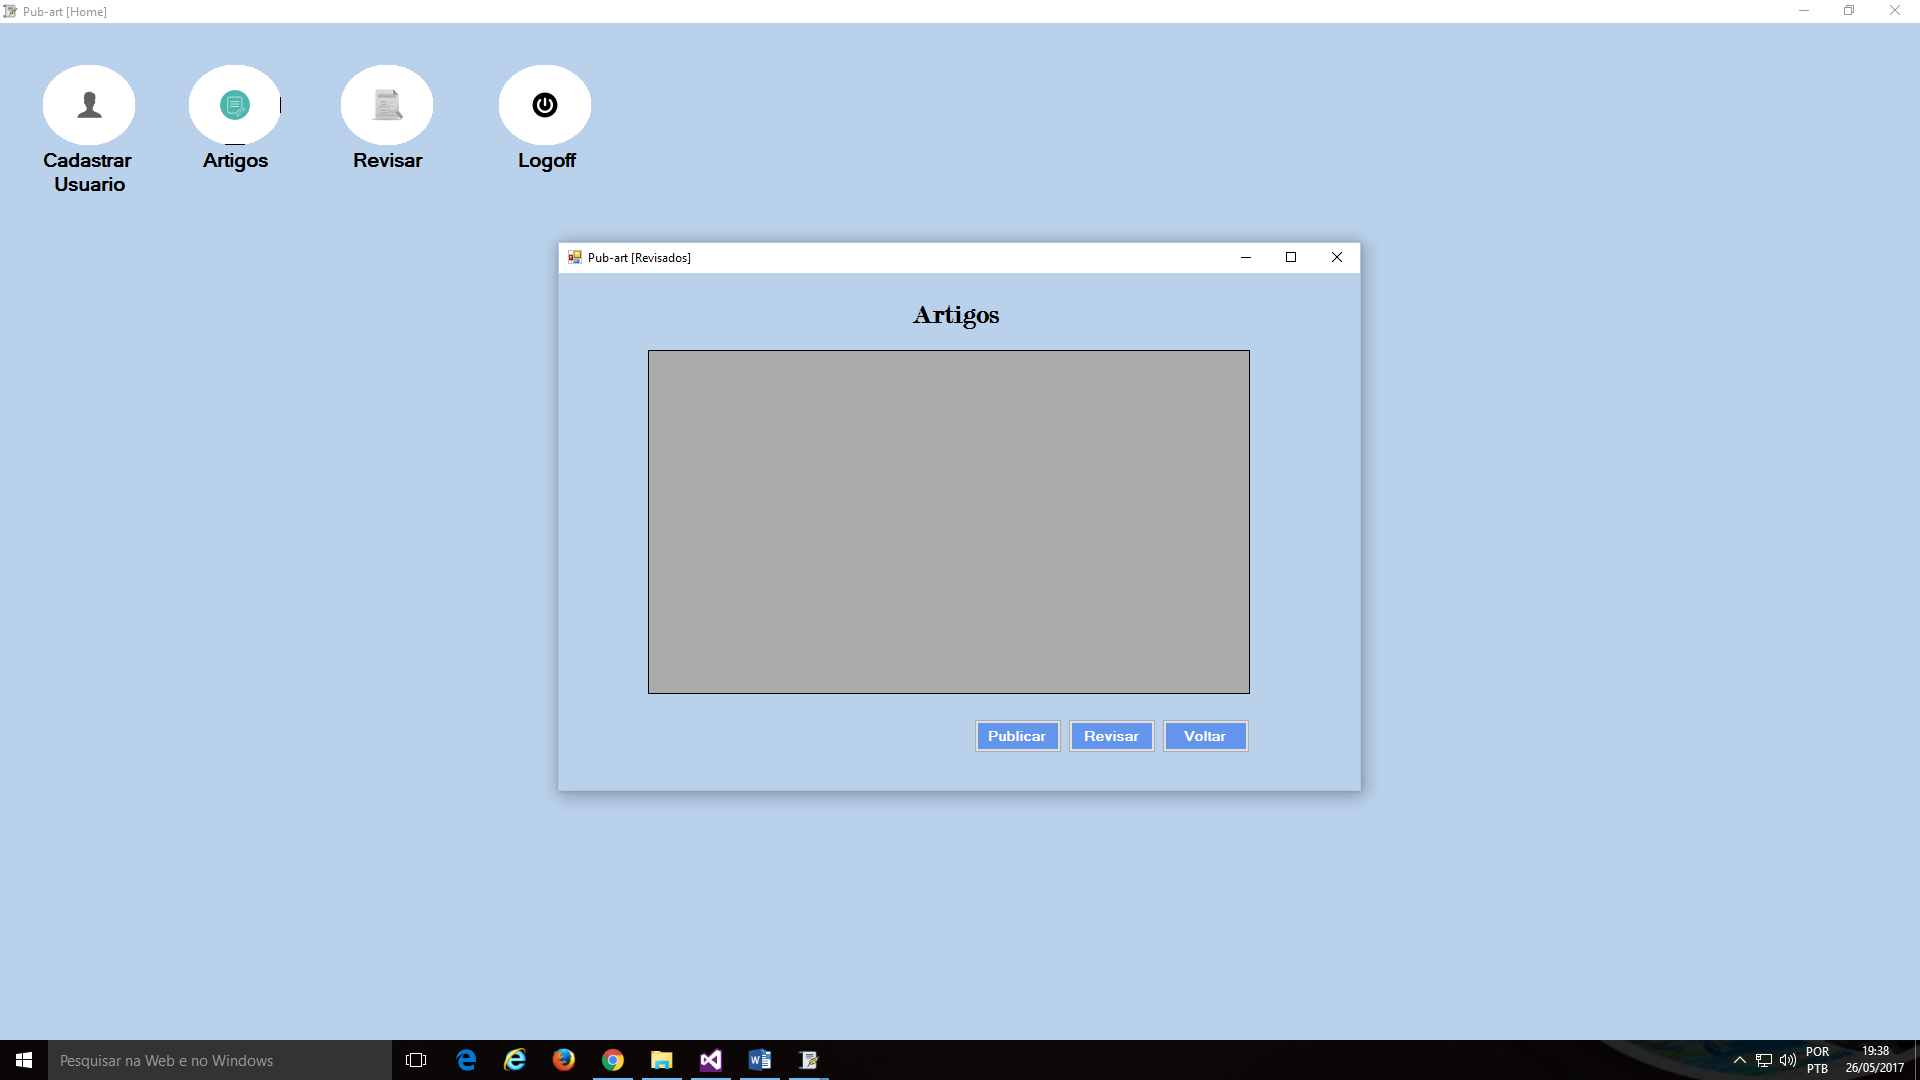 Pub-art [Home]
Cadastrar
Usuario
Artigos
Revisar
Logoff
Pub-art [Revisados]
Artigos
Publicar
Revisar
Voltar
Pesquisar na Web e no Windows
POR
PTB
19:38
26/05/2017